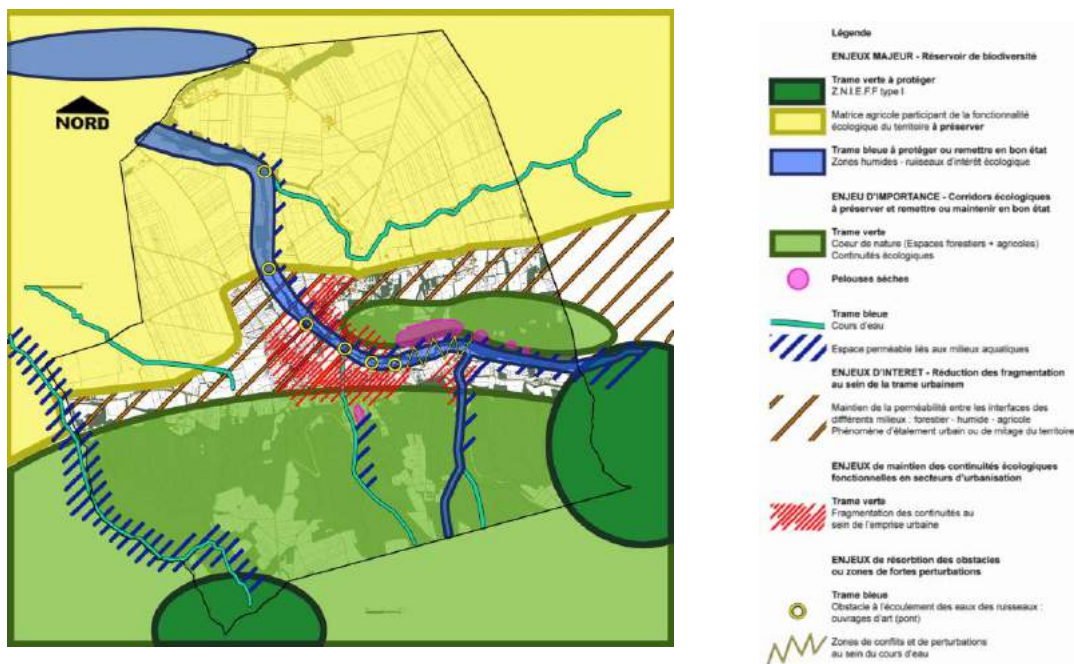 NORD
Légende
ENJEUX MAJEUR - Réservoir de biodiversité
Trame verte à protéger
Z.N.I.E.F.F type I
Matrice agricole participant de la fonctionnalité
écologique du territoire à préserver
Trame bleue à protéger ou remettre en bon état
Zones humides - ruisseaux d'intérêt écologique
ENJEU D'IMPORTANCE - Corridors écologiques
à préserver et remettre ou maintenir en bon état
Trame verte
Coeur de nature (Espaces forestiers + agricoles)
Continuités écologiques
Pelouses sèches
Trame bleue
Cours d'eau
Espace perméable liés aux milieux aquatiques
ENJEUX D'INTERET - Réduction des fragmentation
au sein de la trame urbainem
Maintien de la perméabilité entre les interfaces des
différents milieux : forestier - humide - agricole
Phénomène d'étalement urbain ou de mitage du territoire
ENJEUX de maintien des continuités écologiques
fonctionnelles en secteurs d'urbanisation
Trame verte
Fragmentation des continuités au
sein de l'emprise urbaine
ENJEUX de résorbtion des obstacles
ou zones de fortes perturbations
Trame bleue
Obstacle à l'écoulement des eaux des ruisseaux :
ouvrages d'art (pont)
Zones de conflits et de perturbations
au sein du cours d'eau